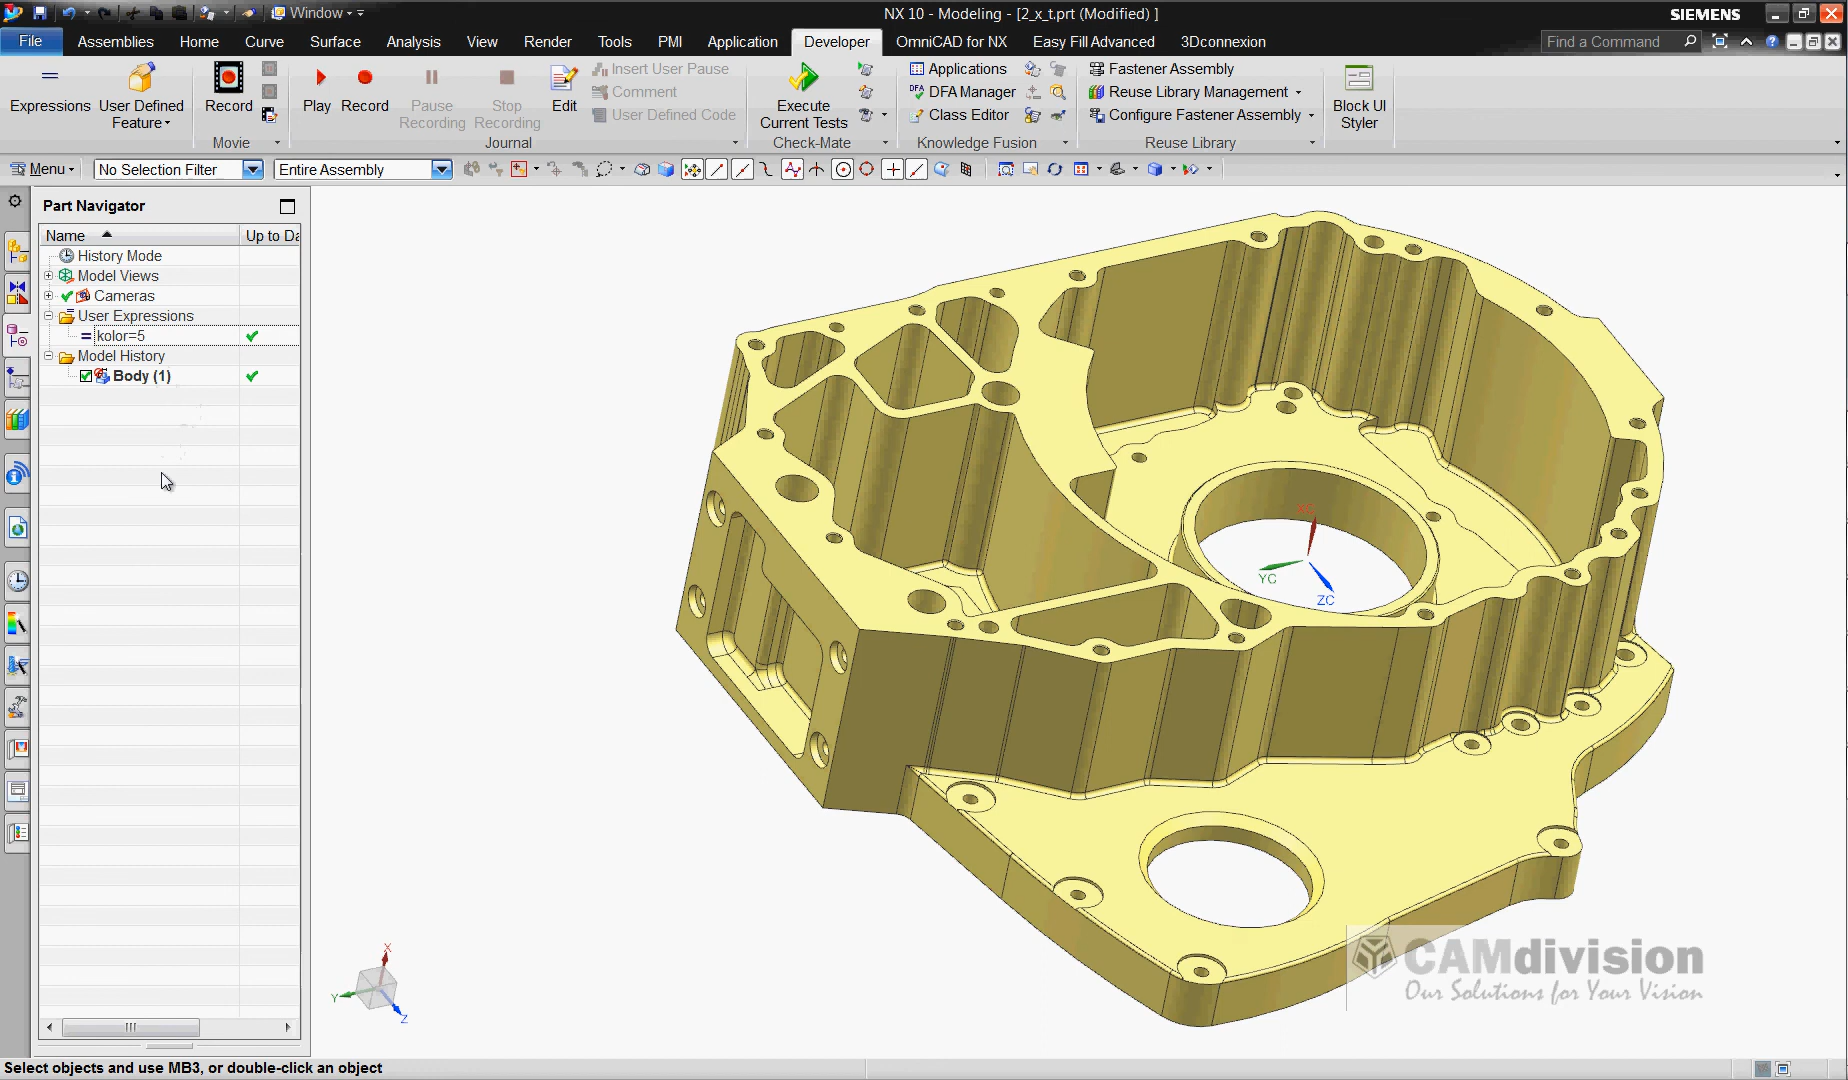 Window
NX 10 - Modeling - [2_x_t.prt (Modified) ]
SIEMENS
File
Assemblies
Home
Curve
Surface
Analysis
View
Render
Tools
PMI
Application
Developer
OmniCAD for NX
Easy Fill Advanced
3Dconnexion
Find a Command
Expressions
User Defined
Feature
Record
Movie
Play
Record
Pause
Recording
Stop
Recording
Edit
Insert User Pause
Comment
User Defined Code
Journal
Execute
Current Tests
Check-Mate
Applications
DFA Manager
Class Editor
Knowledge Fusion
Fastener Assembly
Reuse Library Management
Configure Fastener Assembly
Reuse Library
Block UI
Styler
Menu
No Selection Filter
Entire Assembly
Part Navigator
Name
Up to Da
History Mode
Model Views
Cameras
User Expressions
kolor=5
Model History
Body (1)
XC
YC
ZC
X
Y
Z
CAMdivision
Our Solutions for Your Vision
Select objects and use MB3, or double-click an object